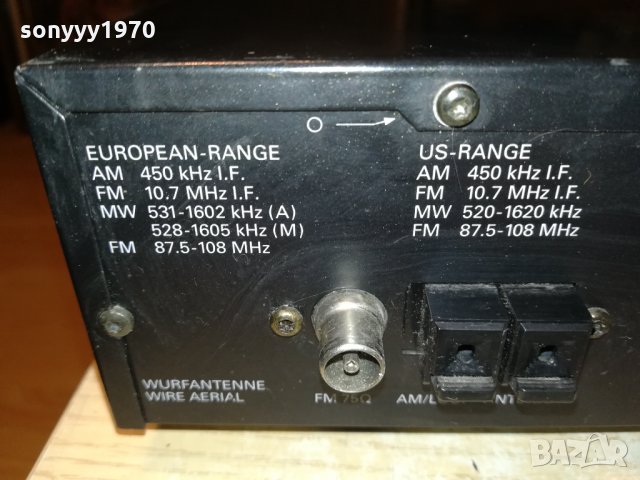 sonyyy1970
EUROPEAN-RANGE
AM 450 kHz I.F.
FM 10.7 MHz I.F.
MW 531-1602 kHz (A)
528-1605 kHz (M)
FM 87.5-108 MHz
US-RANGE
AM 450 kHz I.F.
FM 10.7 MHz I.F.
MW 520-1620 kHz
FM 87.5-108 MHz
WURFANTENNE
WIRE AERIAL
FM 75Ω
AM/
BAZAR